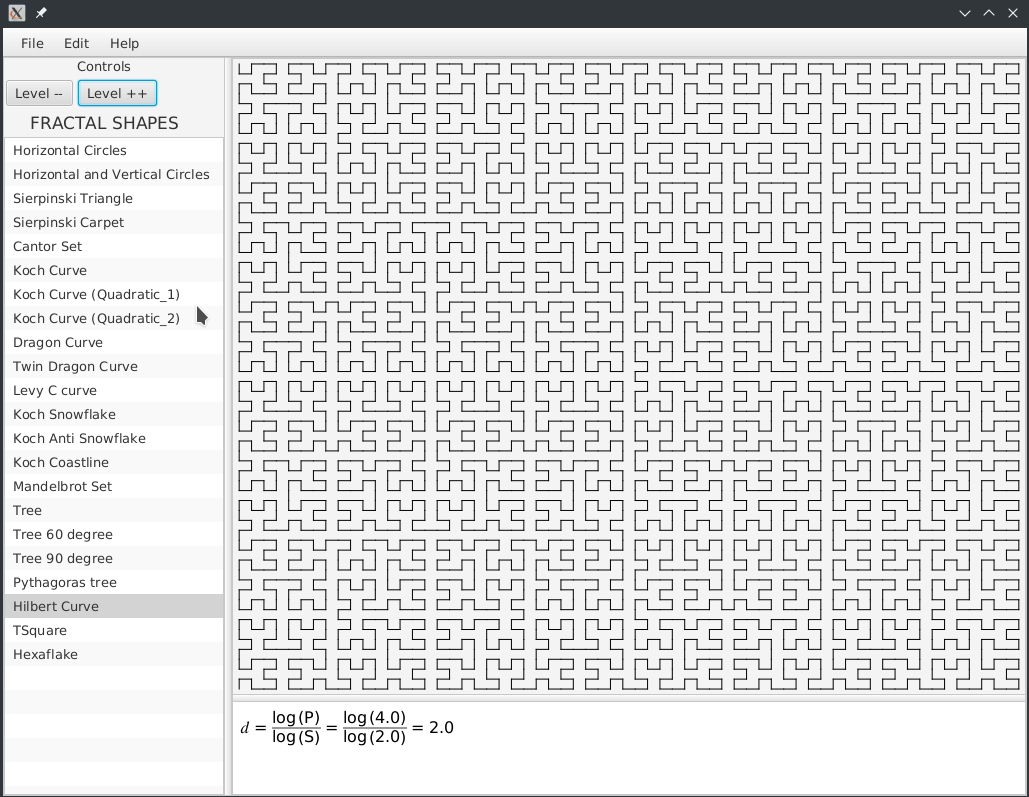 File Edit Help
Controls
Level -- Level ++
FRACTAL SHAPES
Horizontal Circles
Horizontal and Vertical Circles
Sierpinski Triangle
Sierpinski Carpet
Cantor Set
Koch Curve
Koch Curve (Quadratic_1)
Koch Curve (Quadratic_2)
Dragon Curve
Twin Dragon Curve
Levy C curve
Koch Snowflake
Koch Anti Snowflake
Koch Coastline
Mandelbrot Set
Tree
Tree 60 degree
Tree 90 degree
Pythagoras tree
Hilbert Curve
TSquare
Hexaflake
d = log(P) / log(S) = log(4.0) / log(2.0) = 2.0